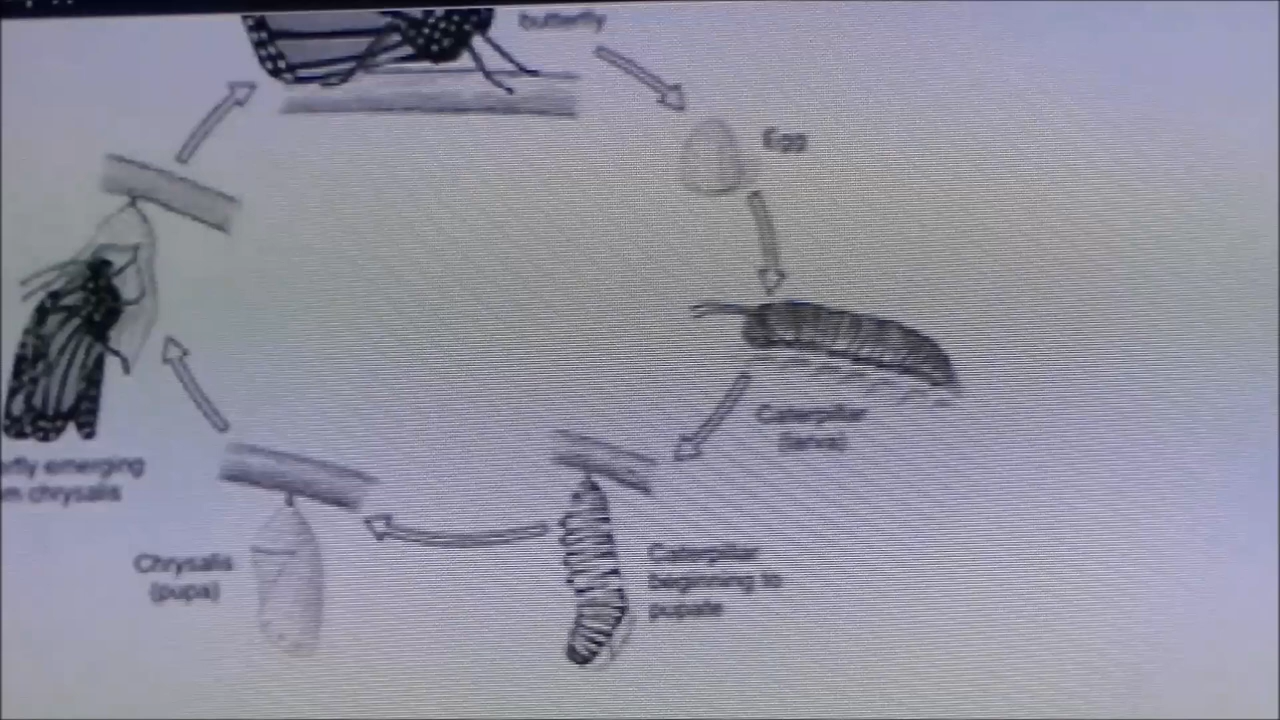 butterfly
Egg
Caterpillar
(larva)
Caterpillar
beginning to
pupate
Chrysalis
(pupa)
emerging
chrysalis